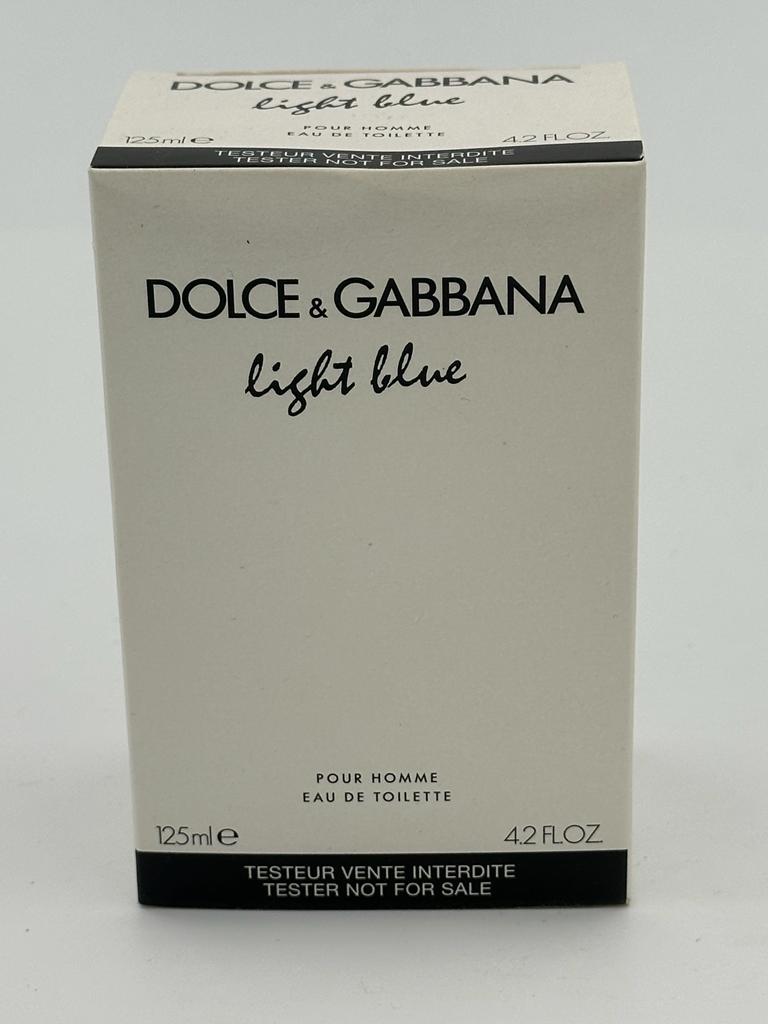 DOLCE & GABBANA
light blue
POUR HOMME
EAU DE TOILETTE
125ml e 4.2 FL.OZ.
TESTEUR VENTE INTERDITE
TESTER NOT FOR SALE
DOLCE & GABBANA
light blue
POUR HOMME
EAU DE TOILETTE
125ml e 4.2 FL.OZ.
TESTEUR VENTE INTERDITE
TESTER NOT FOR SALE